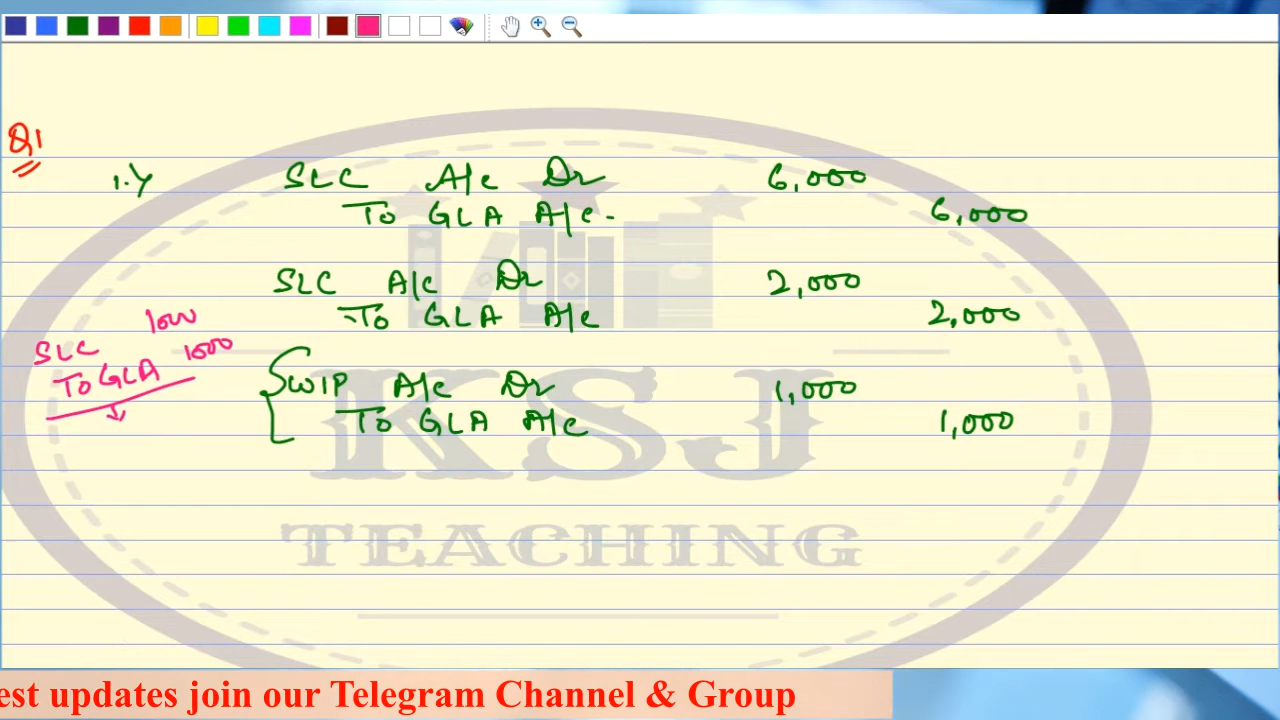 Q1
1.Y SLC A/c Dr 6,000
To GLA A/c. 6,000
SLC A/c Dr 2,000
To GLA A/c 2,000
SLC 1000
To GLA 1000
SWIP A/c Dr 1,000
To GLA A/c 1,000
KSJ
TEACHING
est updates join our Telegram Channel & Group